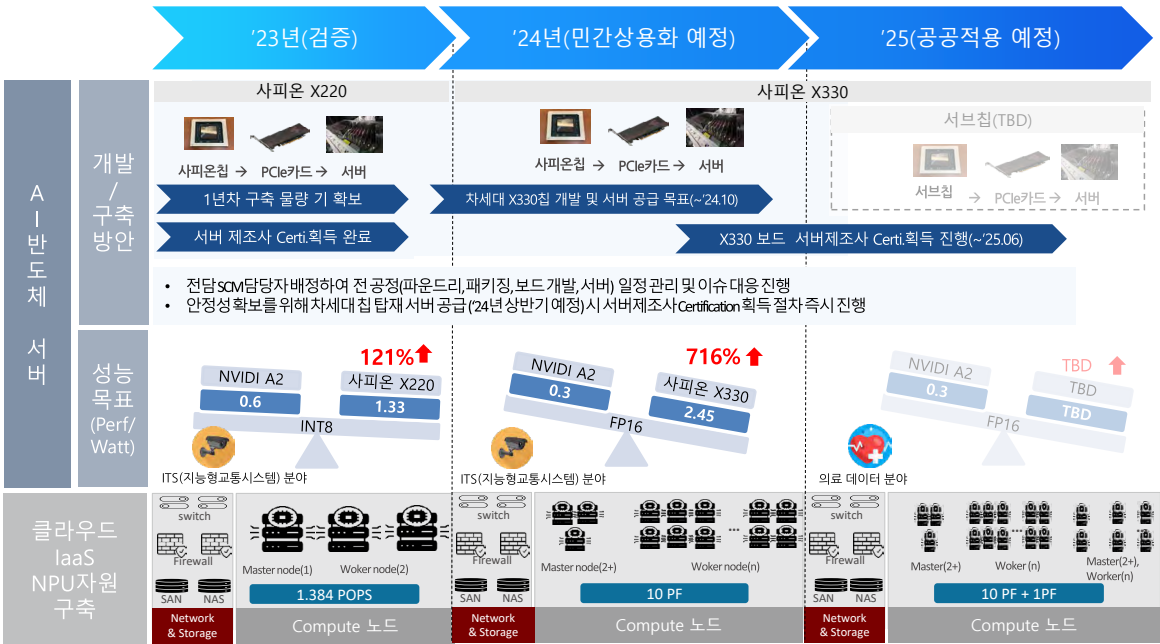 '23년(검증)
'24년(민간상용화 예정)
'25(공공적용 예정)
AI반도체 서버
개발
/
구축
방안
사피온 X220
사피온칩 → PCIe카드 → 서버
1년차 구축 물량 기 확보
서버 제조사 Certi.획득 완료
사피온 X330
사피온칩 → PCIe카드 → 서버
차세대 X330칩 개발 및 서버 공급 목표(~'24.10)
서브칩(TBD)
서브칩 → PCIe카드 → 서버
X330 보드 서버제조사 Certi.획득 진행(~'25.06)
• 전담 SCM담당자 배정하여 전 공정(파운드리, 패키징, 보드 개발, 서버) 일정 관리 및 이슈 대응 진행
• 안정성 확보를 위해 차세대 칩 탑재 서버 공급('24년 상반기 예정) 시 서버제조사 Certification 획득 절차 즉시 진행
성능
목표
(Perf/
Watt)
121%
NVIDI A2
0.6
사피온 X220
1.33
INT8
ITS(지능형교통시스템) 분야
716%
NVIDI A2
0.3
사피온 X330
2.45
FP16
ITS(지능형교통시스템) 분야
TBD
NVIDI A2
0.3
TBD
TBD
FP16
의료 데이터 분야
클라우드
IaaS
NPU자원
구축
switch
Firewall
SAN NAS
Network
& Storage
Master node(1)
Woker node(2)
1.384 POPS
Compute 노드
switch
Firewall
SAN NAS
Network
& Storage
Master node(2+)
...
Woker node(n)
10 PF
Compute 노드
switch
Firewall
SAN NAS
Network
& Storage
Master(2+)
...
Woker(n)
...
Master(2+),
Worker(n)
10 PF + 1PF
Compute 노드